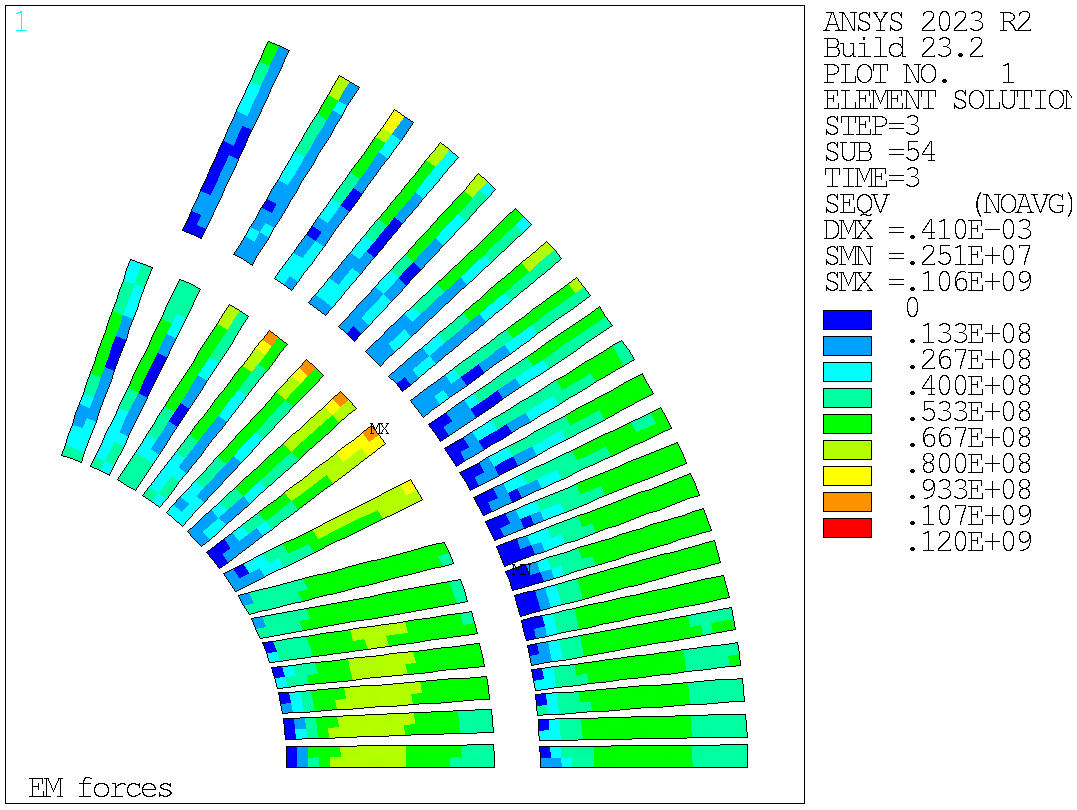 1
ANSYS 2023 R2
Build 23.2
PLOT NO. 1
ELEMENT SOLUTION
STEP=3
SUB =54
TIME=3
SEQV (NOAVG)
DMX =.410E-03
SMN =.251E+07
SMX =.106E+09
0
.133E+08
.267E+08
.400E+08
.533E+08
.667E+08
.800E+08
.933E+08
.107E+09
.120E+09
MX
MN
EM forces